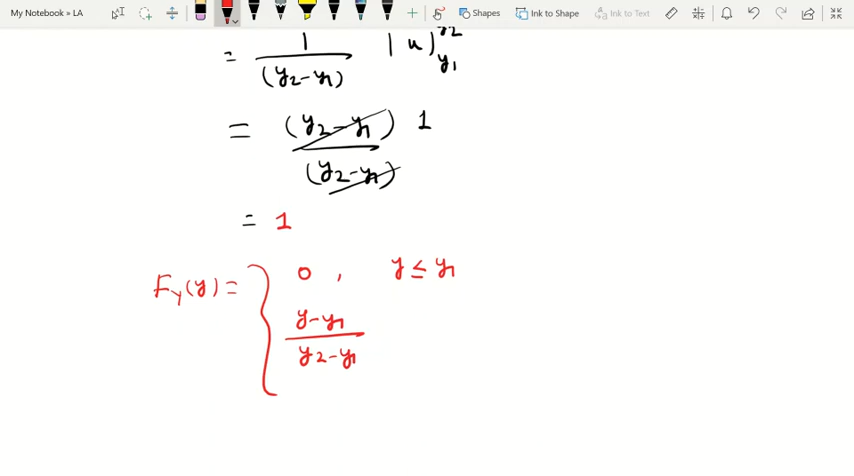 My Notebook » LA
Shapes
Ink to Shape
Ink to Text
= 1/(y2-y1) |u|_{y1}^{y2}
= (y2-y1)/(y2-y1) 1
= 1
F_Y(y) = { 0, y ≤ y1
(y-y1)/(y2-y1)